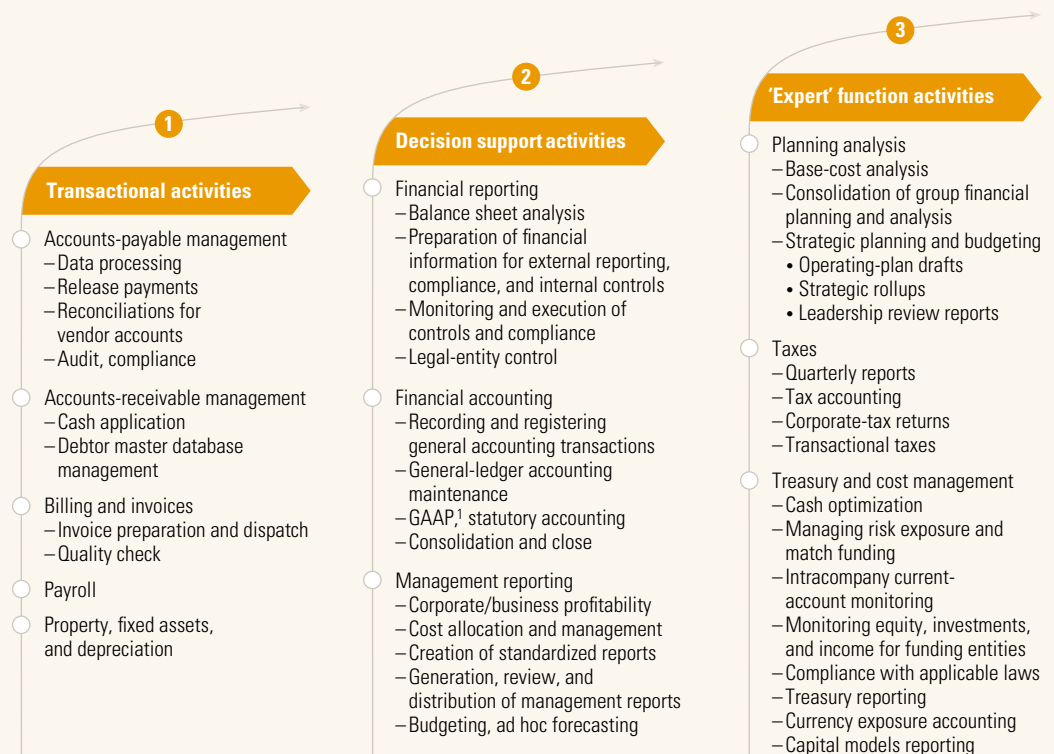 1
Transactional activities
Accounts-payable management
–Data processing
–Release payments
–Reconciliations for
vendor accounts
–Audit, compliance
Accounts-receivable management
–Cash application
–Debtor master database
management
Billing and invoices
–Invoice preparation and dispatch
–Quality check
Payroll
Property, fixed assets,
and depreciation
2
Decision support activities
Financial reporting
–Balance sheet analysis
–Preparation of financial
information for external reporting,
compliance, and internal controls
–Monitoring and execution of
controls and compliance
–Legal-entity control
Financial accounting
–Recording and registering
general accounting transactions
–General-ledger accounting
maintenance
–GAAP,¹ statutory accounting
–Consolidation and close
Management reporting
–Corporate/business profitability
–Cost allocation and management
–Creation of standardized reports
–Generation, review, and
distribution of management reports
–Budgeting, ad hoc forecasting
3
‘Expert’ function activities
Planning analysis
–Base-cost analysis
–Consolidation of group financial
planning and analysis
–Strategic planning and budgeting
• Operating-plan drafts
• Strategic rollups
• Leadership review reports
Taxes
–Quarterly reports
–Tax accounting
–Corporate-tax returns
–Transactional taxes
Treasury and cost management
–Cash optimization
–Managing risk exposure and
match funding
–Intracompany current-
account monitoring
–Monitoring equity, investments,
and income for funding entities
–Compliance with applicable laws
–Treasury reporting
–Currency exposure accounting
–Capital models reporting